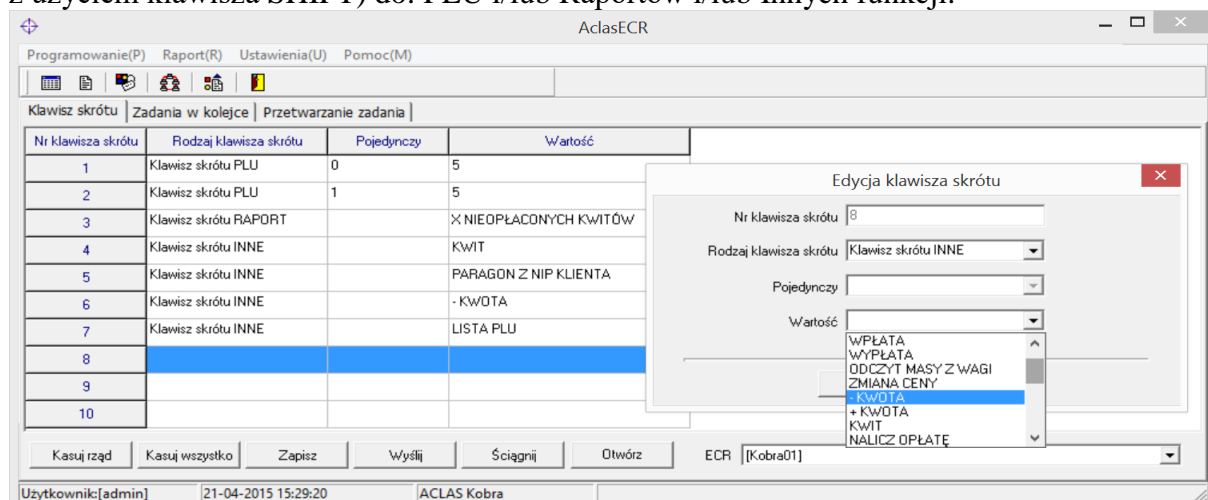 z użyciem klawisza SHIFT) do: PLU i/lub Raportów i/lub innych funkcji.
AclasECR
Programowanie(P) Raport(R) Ustawienia(U) Pomoc(M)
Klawisz skrótu Zadania w kolejce Przetwarzanie zadania
Nr klawisza skrótu Rodzaj klawisza skrótu Pojedynczy Wartość
1 Klawisz skrótu PLU 0 5
2 Klawisz skrótu PLU 1 5
3 Klawisz skrótu RAPORT X NIEOPŁACONYCH KWITÓW
4 Klawisz skrótu INNE KWIT
5 Klawisz skrótu INNE PARAGON Z NIP KLIENTA
6 Klawisz skrótu INNE - KWOTA
7 Klawisz skrótu INNE LISTA PLU
8
9
10
Edycja klawisza skrótu
Nr klawisza skrótu 8
Rodzaj klawisza skrótu Klawisz skrótu INNE
Pojedynczy
Wartość
WPŁATA
WYPŁATA
ODCZYT MASY Z WAGI
ZMIANA CENY
- KWOTA
+ KWOTA
KWIT
NALICZ OPŁATĘ
Kasuj rząd Kasuj wszystko Zapisz Wyślij Ściągnij Otwórz ECR [Kobra01]
Użytkownik:[admin] 21-04-2015 15:29:20 ACLAS Kobra